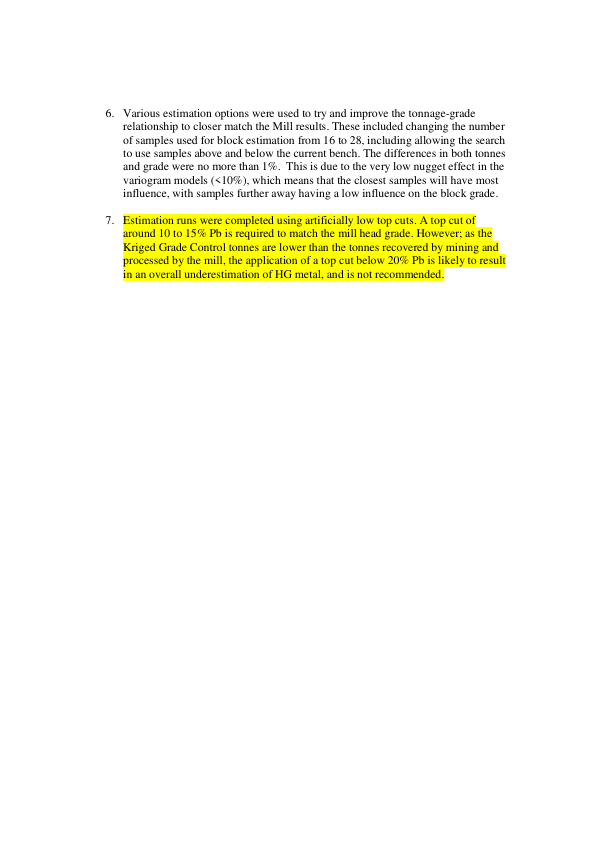 6. Various estimation options were used to try and improve the tonnage-grade
relationship to closer match the Mill results. These included changing the number
of samples used for block estimation from 16 to 28, including allowing the search
to use samples above and below the current bench. The differences in both tonnes
and grade were no more than 1%.  This is due to the very low nugget effect in the
variogram models (<10%), which means that the closest samples will have most
influence, with samples further away having a low influence on the block grade.
7. Estimation runs were completed using artificially low top cuts. A top cut of
around 10 to 15% Pb is required to match the mill head grade. However; as the
Kriged Grade Control tonnes are lower than the tonnes recovered by mining and
processed by the mill, the application of a top cut below 20% Pb is likely to result
in an overall underestimation of HG metal, and is not recommended.